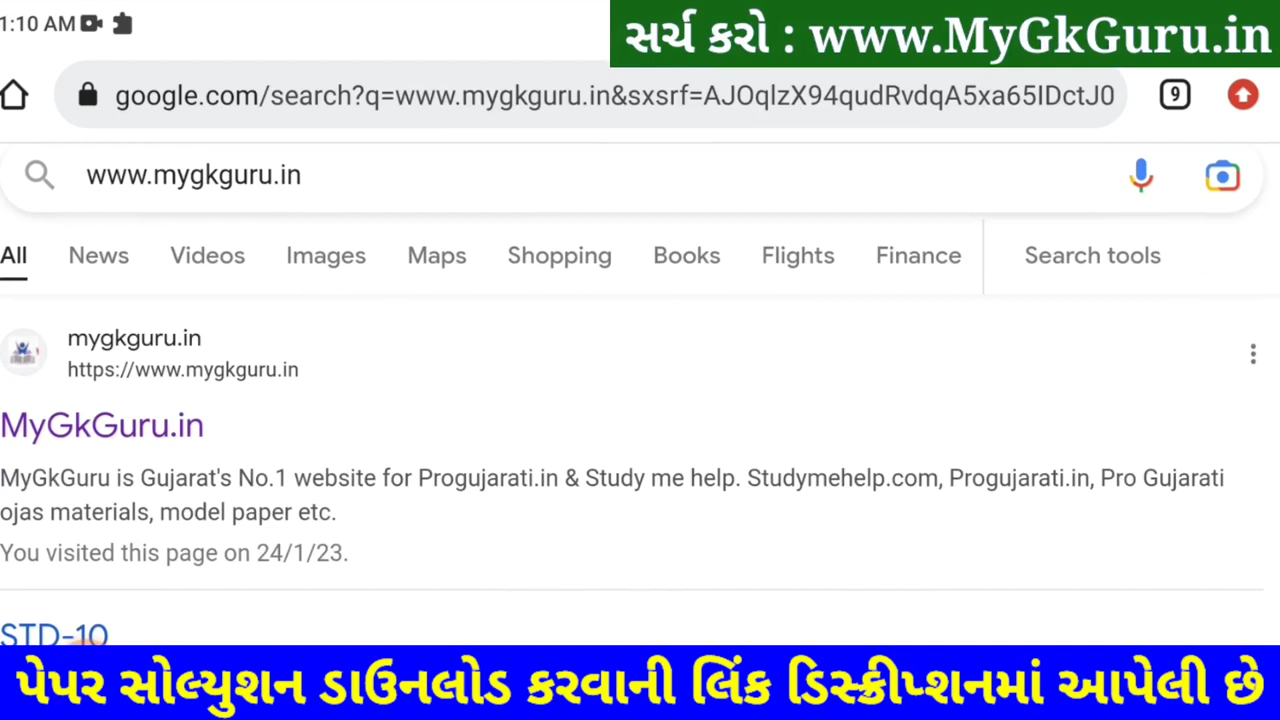 1:10 AM
સર્ચ કરો : www.MyGkGuru.in
google.com/search?q=www.mygkguru.in&sxsrf=AJOqlzX94qudRvdqA5xa65IDctJ0
9
www.mygkguru.in
All News Videos Images Maps Shopping Books Flights Finance Search tools
mygkguru.in
https://www.mygkguru.in
MyGkGuru.in
MyGkGuru is Gujarat's No.1 website for Progujarati.in & Study me help. Studymehelp.com, Progujarati.in, Pro Gujarati
ojas materials, model paper etc.
You visited this page on 24/1/23.
STD-10
પેપર સોલ્યુશન ડાઉનલોડ કરવાની લિંક ડિસ્ક્રીપ્શનમાં આપેલી છે